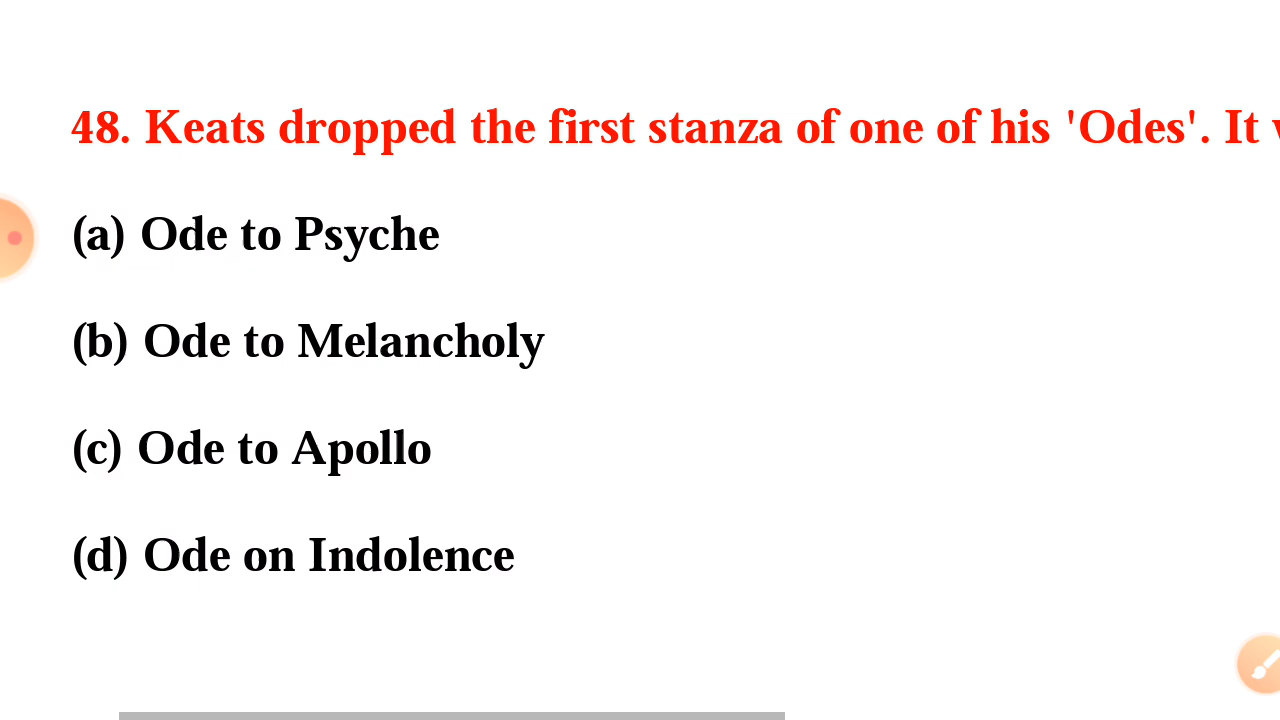 48. Keats dropped the first stanza of one of his 'Odes'. It
(a) Ode to Psyche
(b) Ode to Melancholy
(c) Ode to Apollo
(d) Ode on Indolence